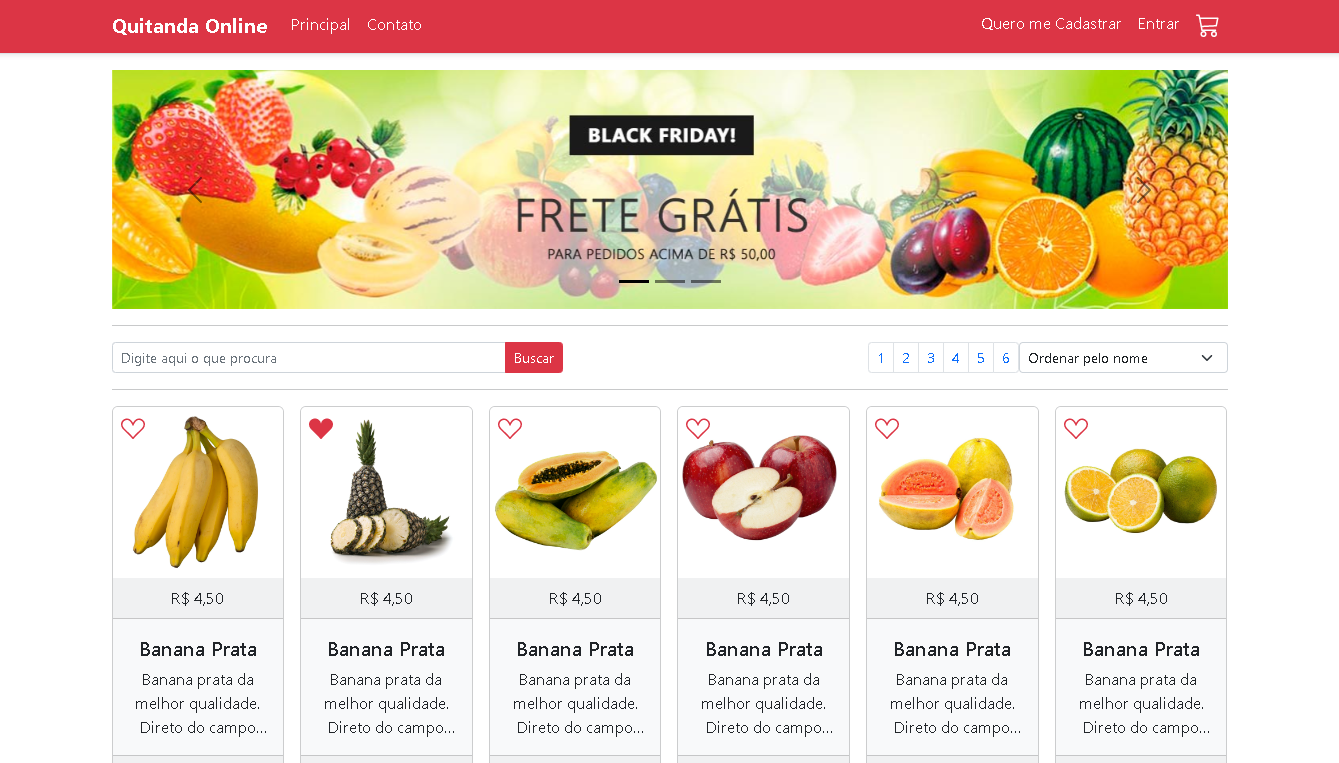 Quitanda Online Principal Contato Quero me Cadastrar Entrar
BLACK FRIDAY!
FRETE GRÁTIS
PARA PEDIDOS ACIMA DE R$ 50,00
Digite aqui o que procura Buscar 1 2 3 4 5 6 Ordenar pelo nome
R$ 4,50 R$ 4,50 R$ 4,50 R$ 4,50 R$ 4,50 R$ 4,50
Banana Prata Banana Prata Banana Prata Banana Prata Banana Prata Banana Prata
Banana prata da Banana prata da Banana prata da Banana prata da Banana prata da Banana prata da
melhor qualidade. melhor qualidade. melhor qualidade. melhor qualidade. melhor qualidade. melhor qualidade.
Direto do campo... Direto do campo... Direto do campo... Direto do campo... Direto do campo... Direto do campo...